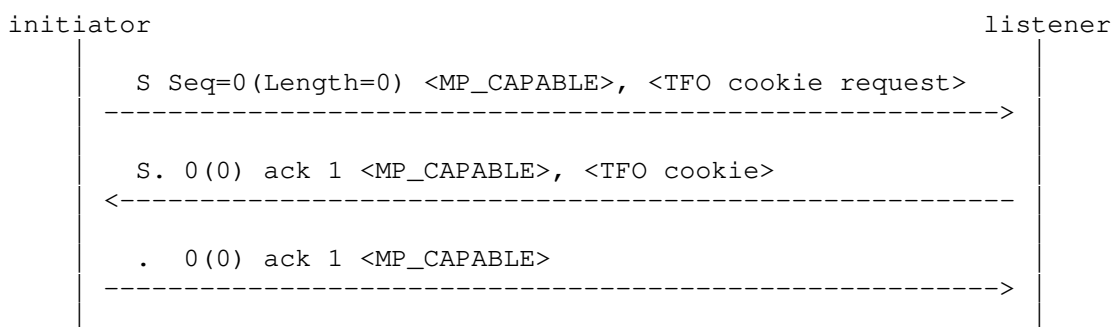 initiator listener
S Seq=0(Length=0) <MP_CAPABLE>, <TFO cookie request>
S. 0(0) ack 1 <MP_CAPABLE>, <TFO cookie>
. 0(0) ack 1 <MP_CAPABLE>